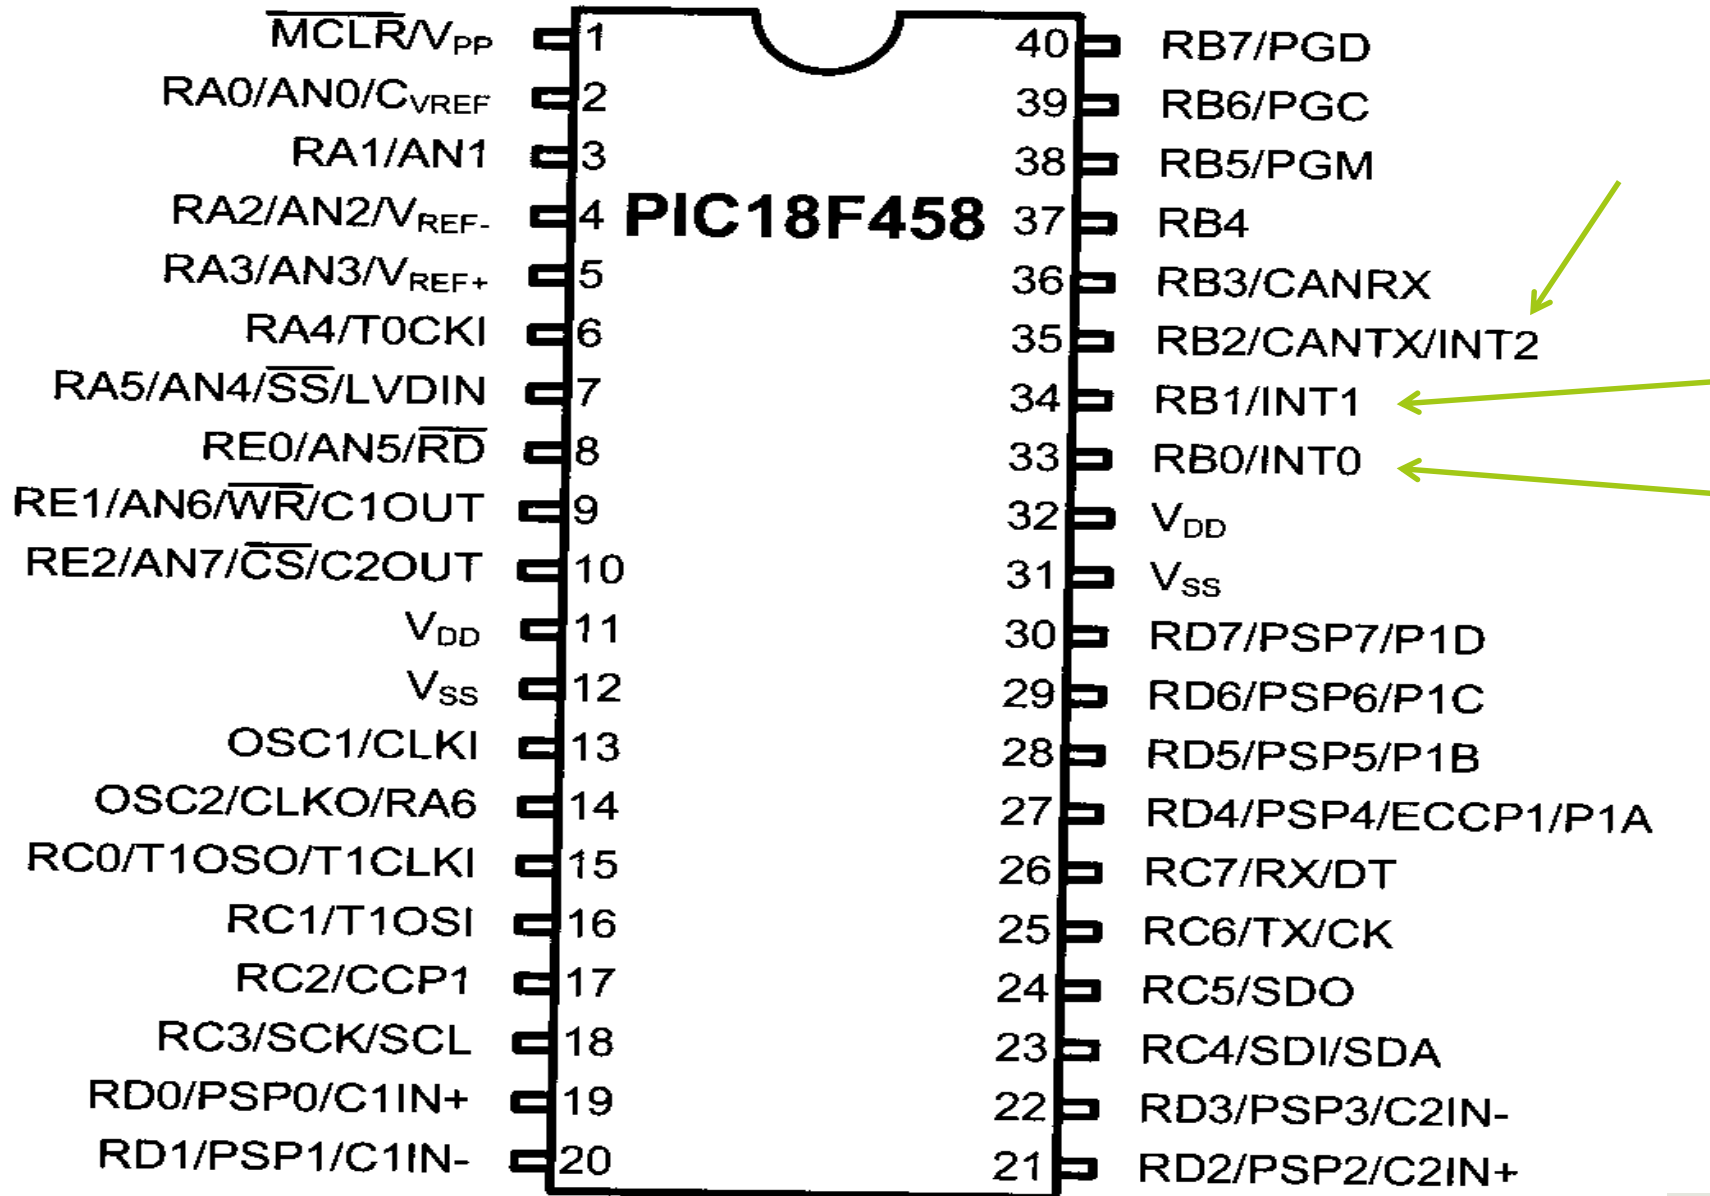 MCLR/VPP 1
RA0/AN0/CVREF 2
RA1/AN1 3
RA2/AN2/VREF- 4
RA3/AN3/VREF+ 5
RA4/T0CKI 6
RA5/AN4/SS/LVDIN 7
RE0/AN5/RD 8
RE1/AN6/WR/C1OUT 9
RE2/AN7/CS/C2OUT 10
VDD 11
VSS 12
OSC1/CLKI 13
OSC2/CLKO/RA6 14
RC0/T1OSO/T1CLKI 15
RC1/T1OSI 16
RC2/CCP1 17
RC3/SCK/SCL 18
RD0/PSP0/C1IN+ 19
RD1/PSP1/C1IN- 20
PIC18F458
40 RB7/PGD
39 RB6/PGC
38 RB5/PGM
37 RB4
36 RB3/CANRX
35 RB2/CANTX/INT2
34 RB1/INT1
33 RB0/INT0
32 VDD
31 VSS
30 RD7/PSP7/P1D
29 RD6/PSP6/P1C
28 RD5/PSP5/P1B
27 RD4/PSP4/ECCP1/P1A
26 RC7/RX/DT
25 RC6/TX/CK
24 RC5/SDO
23 RC4/SDI/SDA
22 RD3/PSP3/C2IN-
21 RD2/PSP2/C2IN+